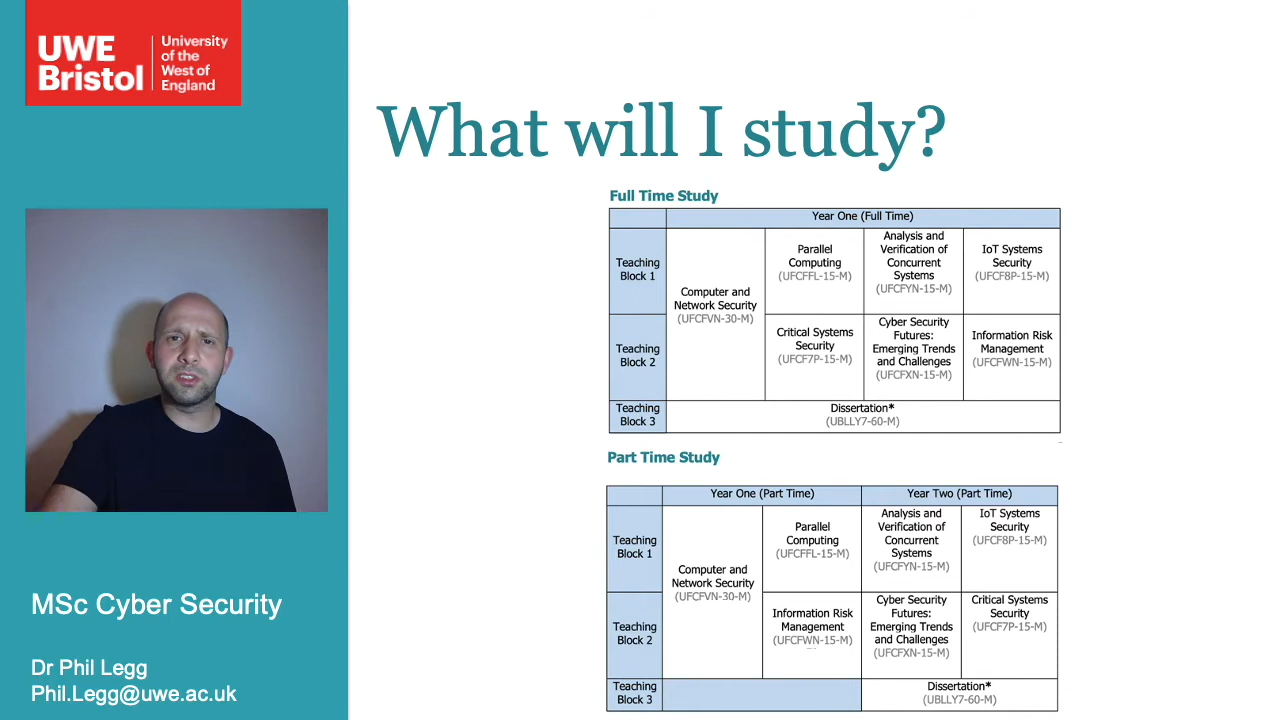 UWE
Bristol
University
of the
West of
England
What will I study?
Full Time Study
Year One (Full Time)
Teaching
Block 1
Computer and
Network Security
(UFCFVN-30-M)
Parallel
Computing
(UFCFFL-15-M)
Analysis and
Verification of
Concurrent
Systems
(UFCFYN-15-M)
IoT Systems
Security
(UFCF8P-15-M)
Teaching
Block 2
Critical Systems
Security
(UFCF7P-15-M)
Cyber Security
Futures:
Emerging Trends
and Challenges
(UFCFXN-15-M)
Information Risk
Management
(UFCFWN-15-M)
Teaching
Block 3
Dissertation*
(UBLLY7-60-M)
Part Time Study
Year One (Part Time)
Year Two (Part Time)
Teaching
Block 1
Computer and
Network Security
(UFCFVN-30-M)
Parallel
Computing
(UFCFFL-15-M)
Analysis and
Verification of
Concurrent
Systems
(UFCFYN-15-M)
IoT Systems
Security
(UFCF8P-15-M)
Teaching
Block 2
Information Risk
Management
(UFCFWN-15-M)
Cyber Security
Futures:
Emerging Trends
and Challenges
(UFCFXN-15-M)
Critical Systems
Security
(UFCF7P-15-M)
Teaching
Block 3
Dissertation*
(UBLLY7-60-M)
MSc Cyber Security
Dr Phil Legg
Phil.Legg@uwe.ac.uk